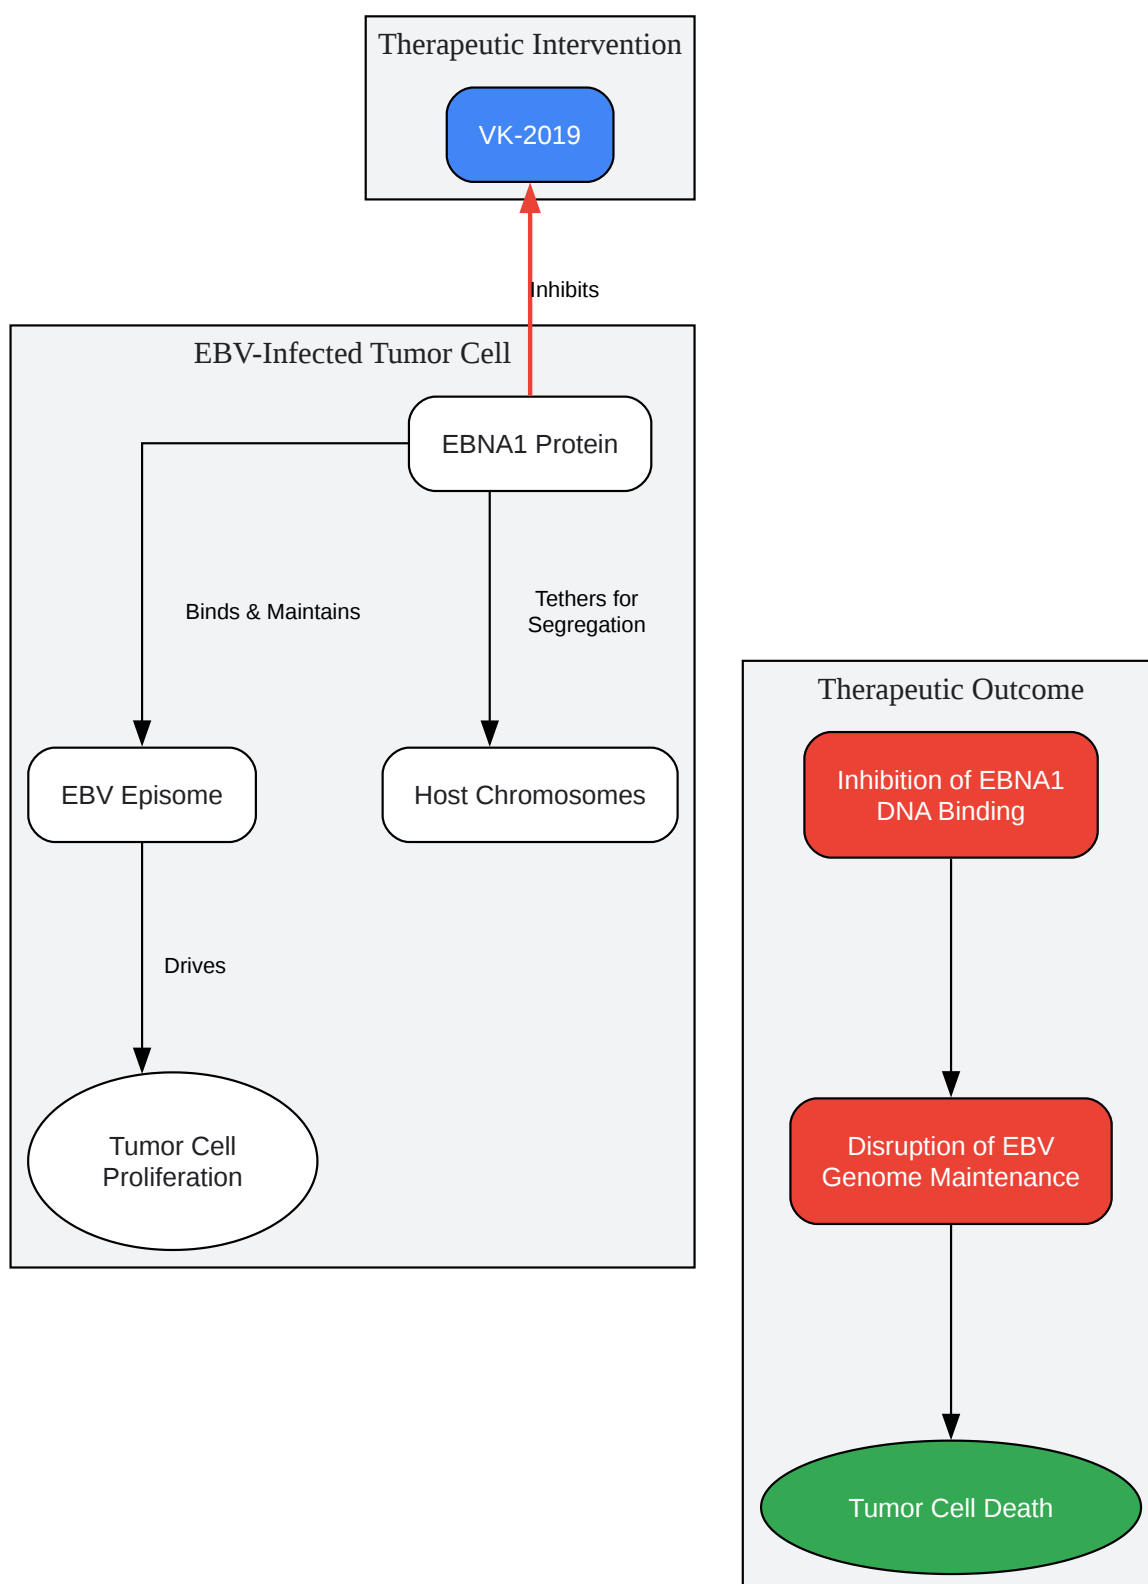 Therapeutic Intervention
VK-2019
Inhibits
EBV-Infected Tumor Cell
EBNA1 Protein
Binds & Maintains
Tethers for
Segregation
EBV Episome
Host Chromosomes
Drives
Tumor Cell
Proliferation
Therapeutic Outcome
Inhibition of EBNA1
DNA Binding
Disruption of EBV
Genome Maintenance
Tumor Cell Death